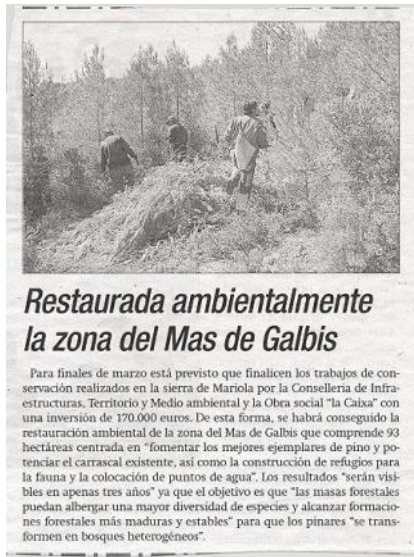 Restaurada ambientalmente
la zona del Mas de Galbis
Para finales de marzo está previsto que finalicen los trabajos de con-
servación realizados en la sierra de Mariola por la Conselleria de Infra-
estructuras, Territorio y Medio ambiental y la Obra social "la Caixa" con
una inversión de 170.000 euros. De esta forma, se habrá conseguido la
restauración ambiental de la zona del Mas de Galbis que comprende 93
hectáreas centrada en "fomentar los mejores ejemplares de pino y po-
tenciar el carrascal existente, así como la construcción de refugios para
la fauna y la colocación de puntos de agua". Los resultados "serán visi-
bles en apenas tres años" ya que el objetivo es que "las masas forestales
puedan albergar una mayor diversidad de especies y alcanzar formacio-
nes forestales más maduras y estables" para que los pinares "se trans-
formen en bosques heterogéneos".